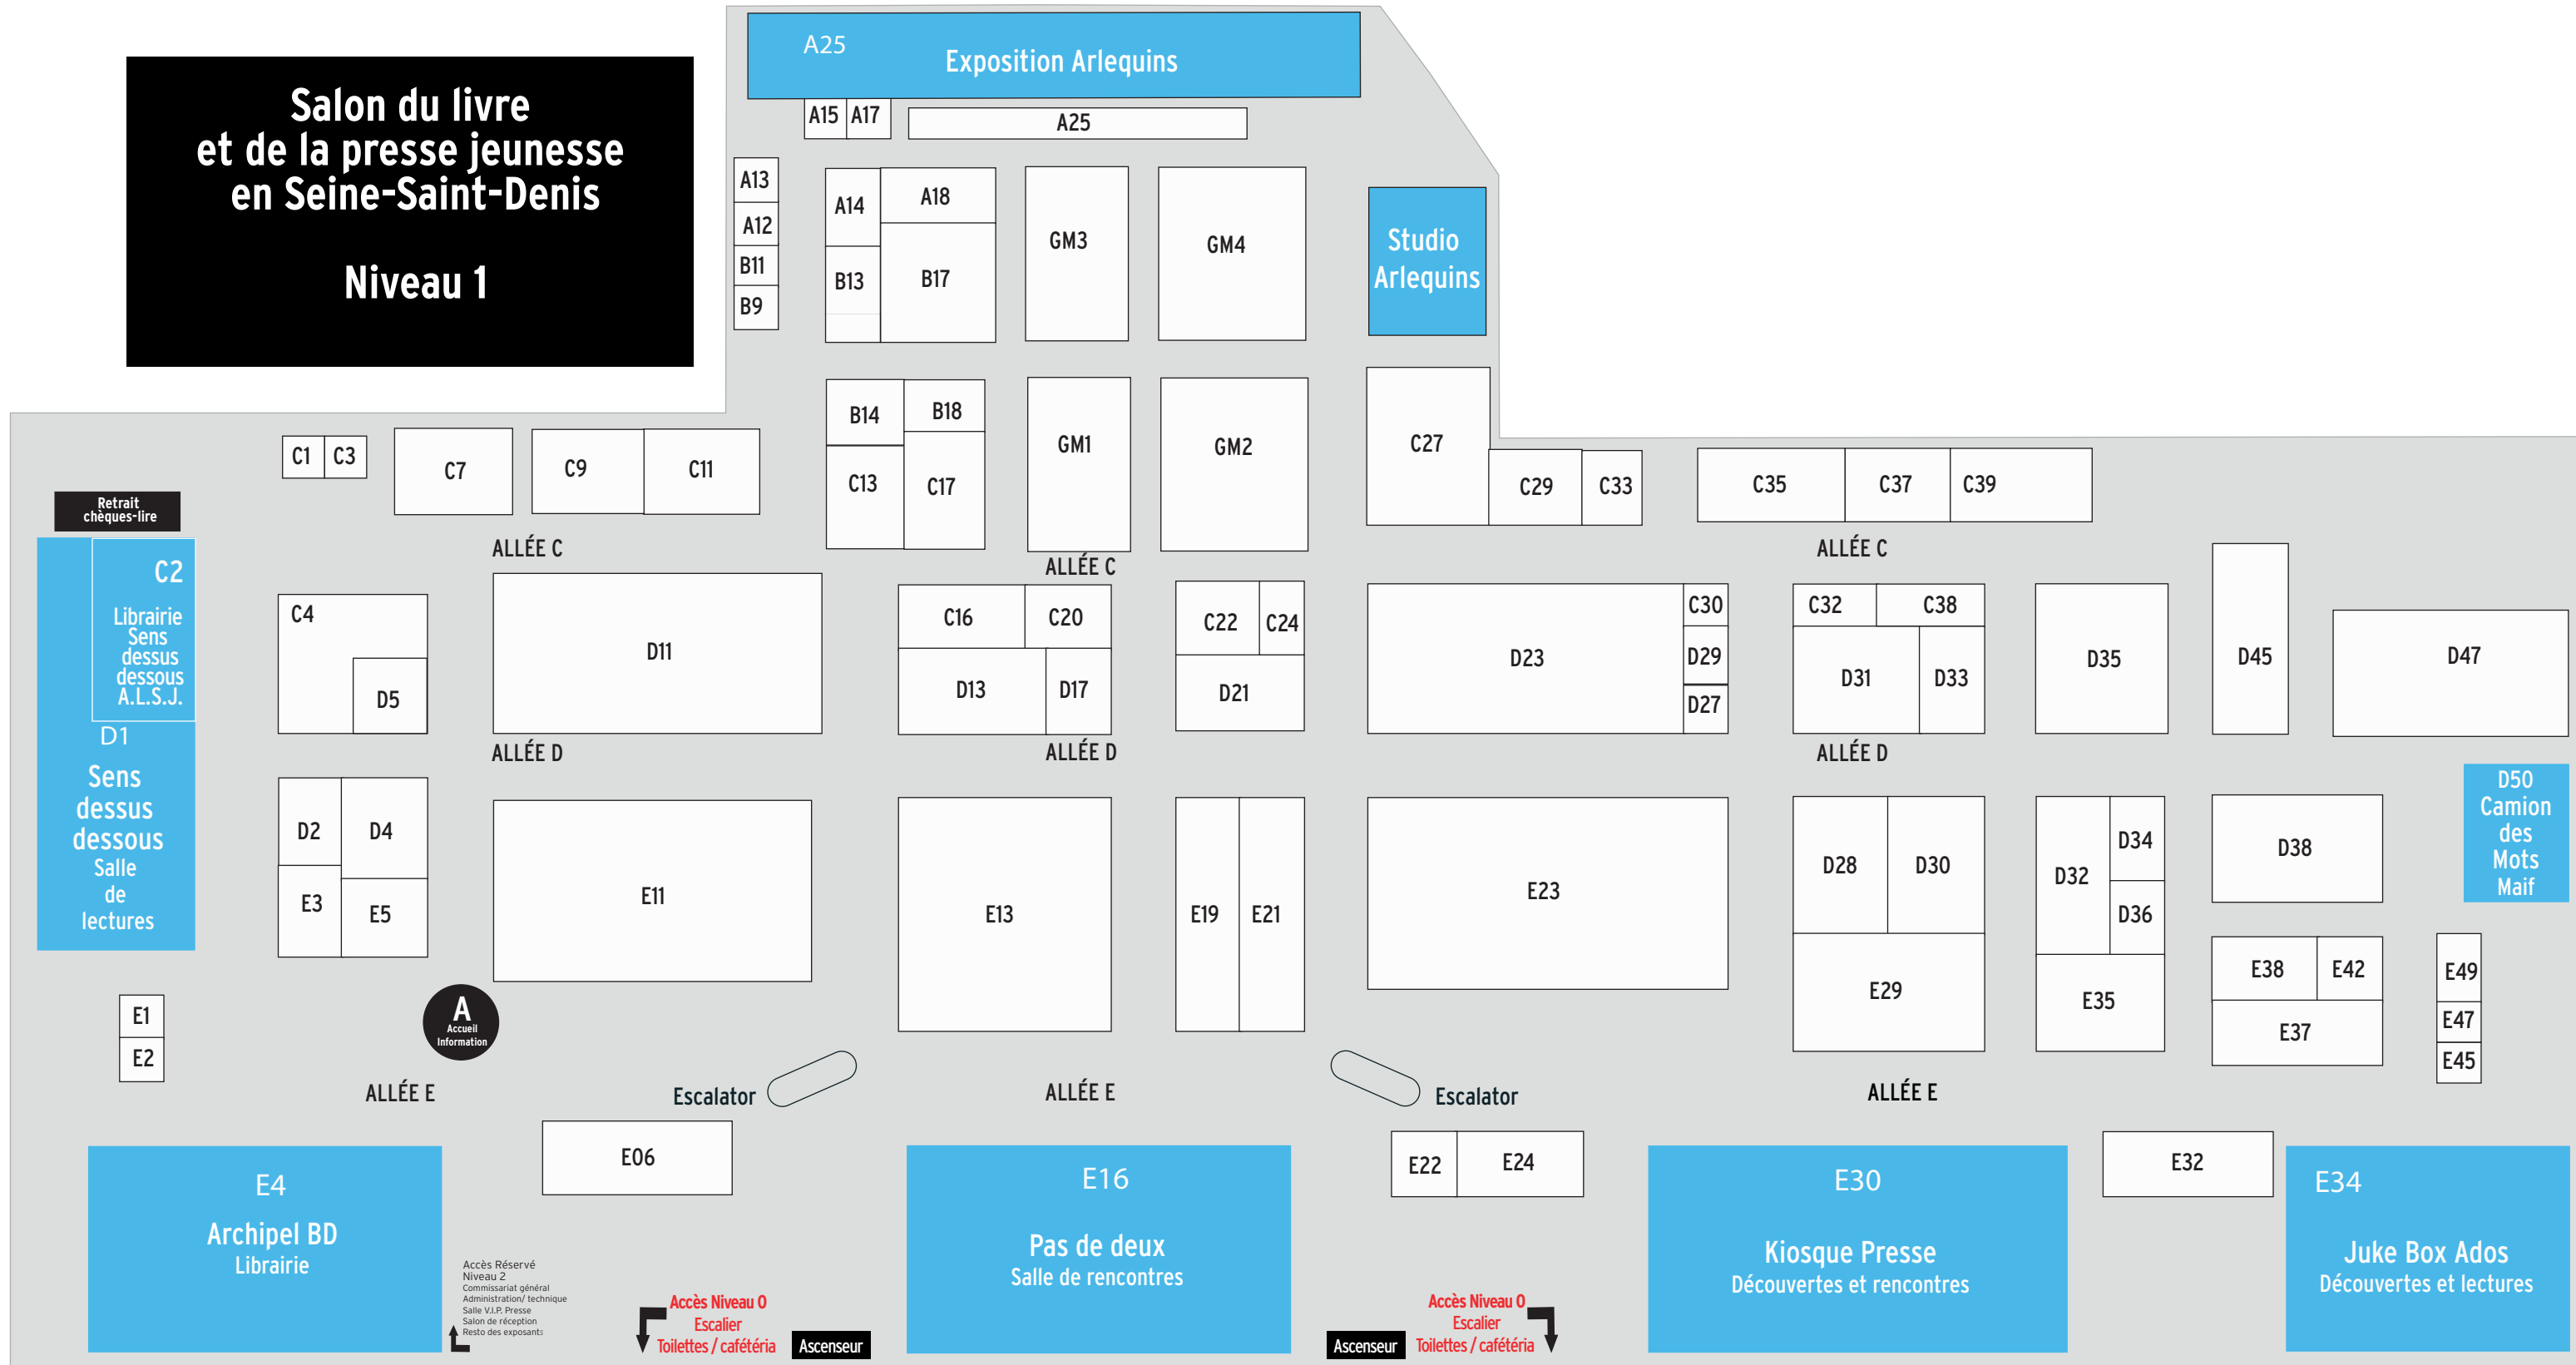 Salon du livre
et de la presse jeunesse
en Seine-Saint-Denis
Niveau 1
A25
Exposition Arlequins
A15 A17
A25
A13
A12
B11
B9
A14
A18
B13
B17
GM3
GM4
Studio
Arlequins
C1 C3
C7
C9
C11
B14
B18
C13
C17
GM1
GM2
C27
C29
C33
C35
C37
C39
Retrait
chèques-lire
ALLÉE C
ALLÉE C
ALLÉE C
C2
Librairie
Sens
dessus
dessous
A.L.S.J.
D1
Sens
dessus
dessous
Salle
de
lectures
C4
D5
D11
C16
C20
D13
D17
C22
C24
D21
D23
C30
D29
D27
C32
C38
D31
D33
D35
D45
D47
ALLÉE D
ALLÉE D
ALLÉE D
D2
D4
E3
E5
E11
E13
E19
E21
E23
D28
D30
E29
D32
D34
D36
E35
D38
E38
E42
E37
D50
Camion
des
Mots
Maif
E49
E47
E45
E1
E2
A
Accueil
Information
ALLÉE E
Escalator
ALLÉE E
Escalator
ALLÉE E
E06
E22
E24
E32
E4
Archipel BD
Librairie
Accès Réservé
Niveau 2
Commissariat général
Administration/ technique
Salle V.I.P. Presse
Salon de réception
Resto des exposants
Accès Niveau 0
Escalier
Toilettes / cafétéria
Ascenseur
E16
Pas de deux
Salle de rencontres
Ascenseur
Accès Niveau 0
Escalier
Toilettes / cafétéria
E30
Kiosque Presse
Découvertes et rencontres
E34
Juke Box Ados
Découvertes et lectures